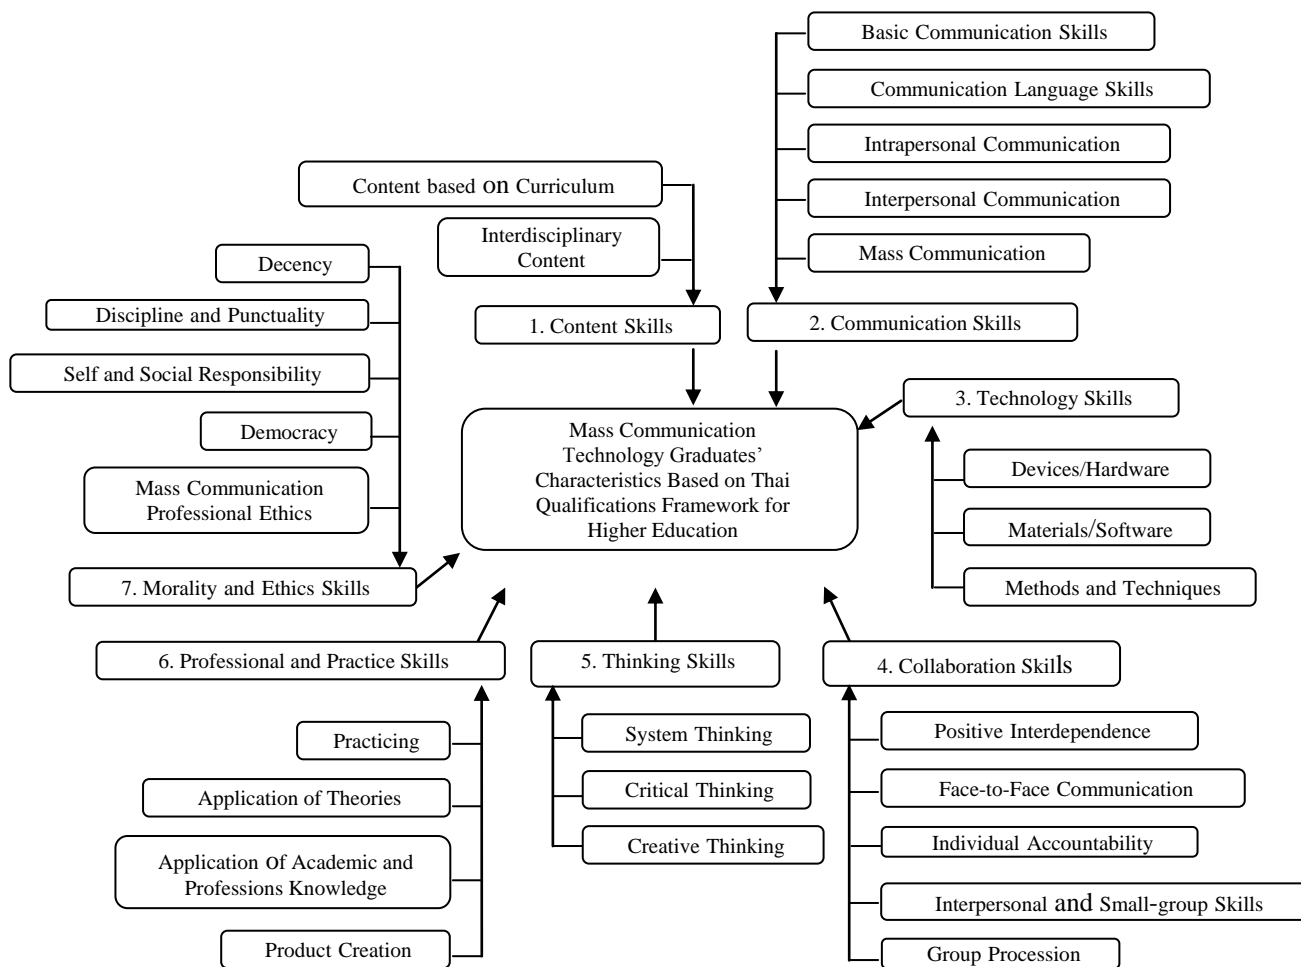 Basic Communication Skills
Communication Language Skills
Intrapersonal Communication
Interpersonal Communication
Mass Communication
2. Communication Skills
Content based on Curriculum
Interdisciplinary
Content
1. Content Skills
Decency
Discipline and Punctuality
Self and Social Responsibility
Democracy
Mass Communication
Professional Ethics
7. Morality and Ethics Skills
Mass Communication
Technology Graduates’
Characteristics Based on Thai
Qualifications Framework for
Higher Education
3. Technology Skills
Devices/Hardware
Materials/Software
Methods and Techniques
6. Professional and Practice Skills
Practicing
Application of Theories
Application of Academic and
Professions Knowledge
Product Creation
5. Thinking Skills
System Thinking
Critical Thinking
Creative Thinking
4. Collaboration Skills
Positive Interdependence
Face-to-Face Communication
Individual Accountability
Interpersonal and Small-group Skills
Group Procession